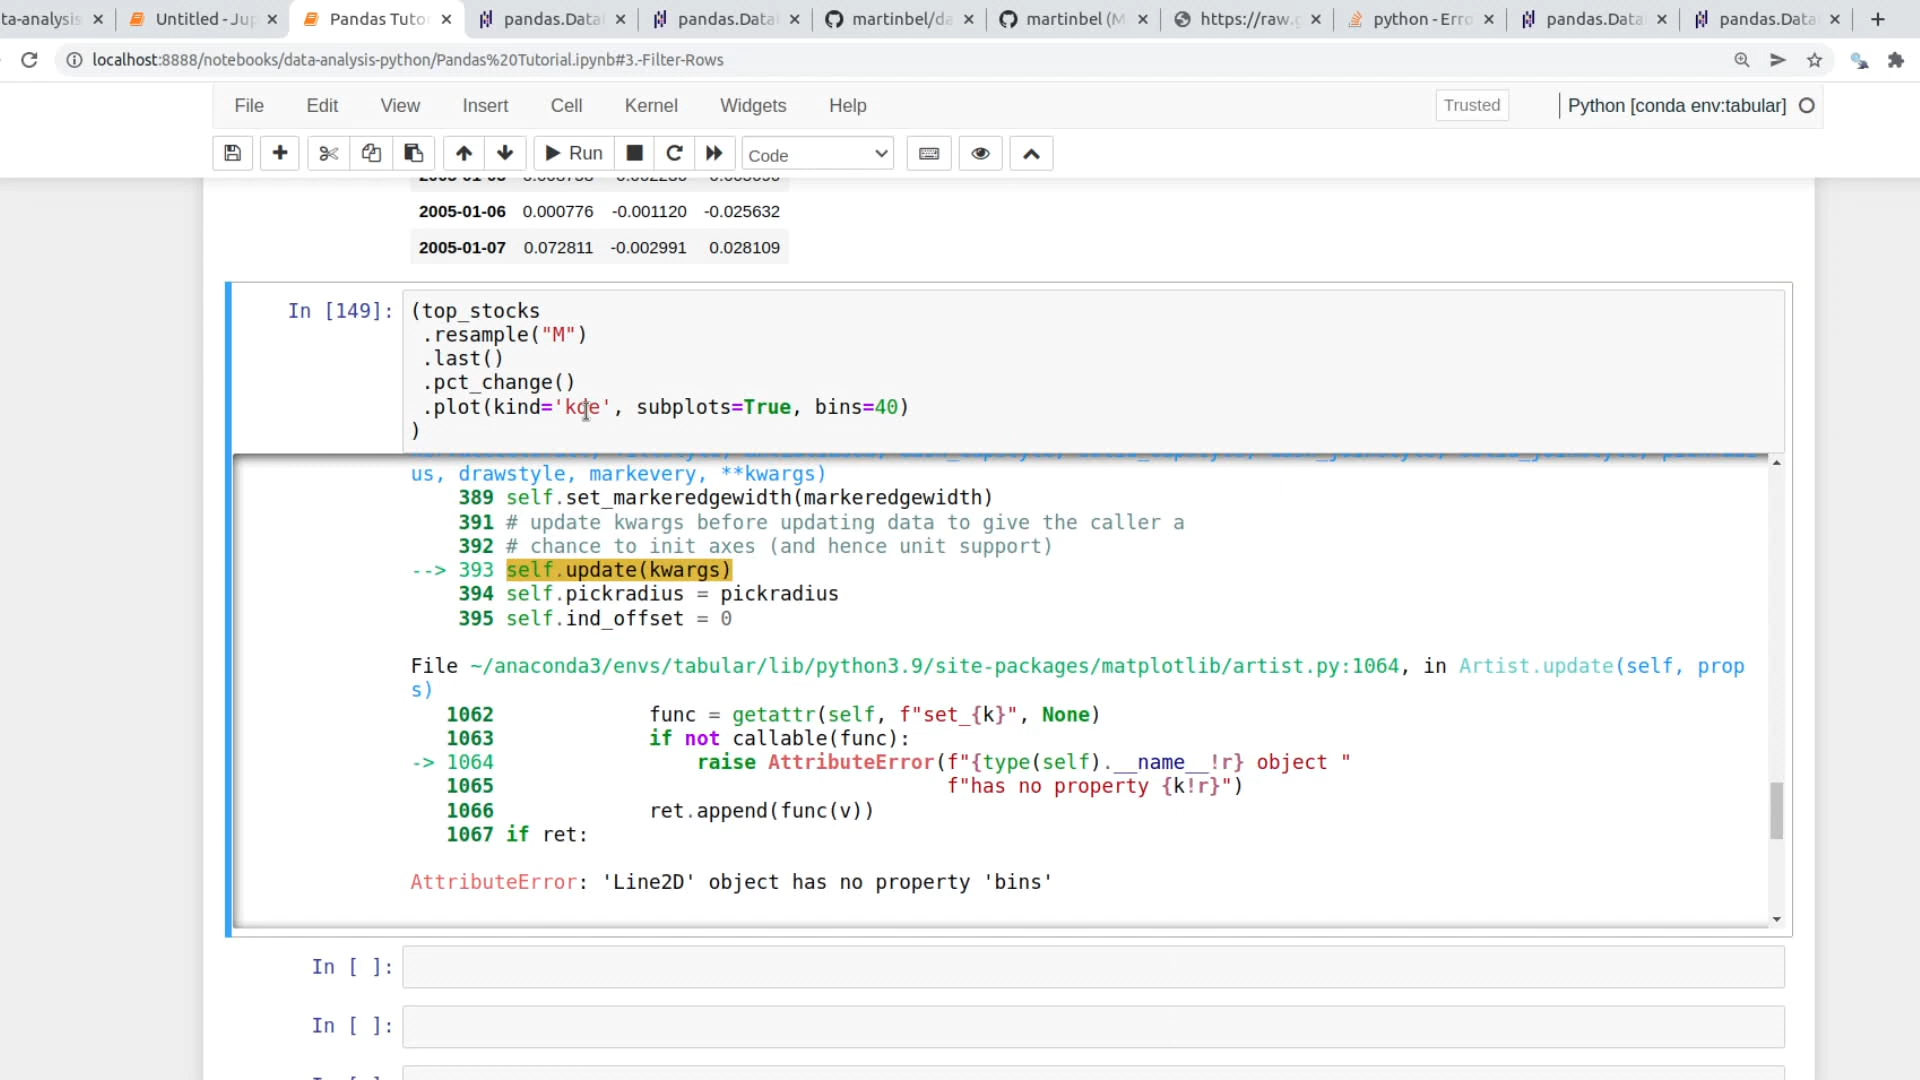 ta-analysis
Untitled - Jup
Pandas Tuto
pandas.Data
pandas.Data
martinbel/da
martinbel (M
https://raw.g
python - Erro
pandas.Data
pandas.Data
localhost:8888/notebooks/data-analysis-python/Pandas%20Tutorial.ipynb#3.-Filter-Rows
File Edit View Insert Cell Kernel Widgets Help Trusted Python [conda env:tabular]
Run Code
2005-01-06 0.000776 -0.001120 -0.025632
2005-01-07 0.072811 -0.002991 0.028109
In [149]: (top_stocks
.resample("M")
.last()
.pct_change()
.plot(kind='kde', subplots=True, bins=40)
)
us, drawstyle, markevery, **kwargs)
389 self.set_markeredgewidth(markeredgewidth)
391 # update kwargs before updating data to give the caller a
392 # chance to init axes (and hence unit support)
--> 393 self.update(kwargs)
394 self.pickradius = pickradius
395 self.ind_offset = 0
File ~/anaconda3/envs/tabular/lib/python3.9/site-packages/matplotlib/artist.py:1064, in Artist.update(self, prop
s)
1062 func = getattr(self, f"set_{k}", None)
1063 if not callable(func):
-> 1064 raise AttributeError(f"{type(self).__name__!r} object "
1065 f"has no property {k!r}")
1066 ret.append(func(v))
1067 if ret:
AttributeError: 'Line2D' object has no property 'bins'
In [ ]:
In [ ]: